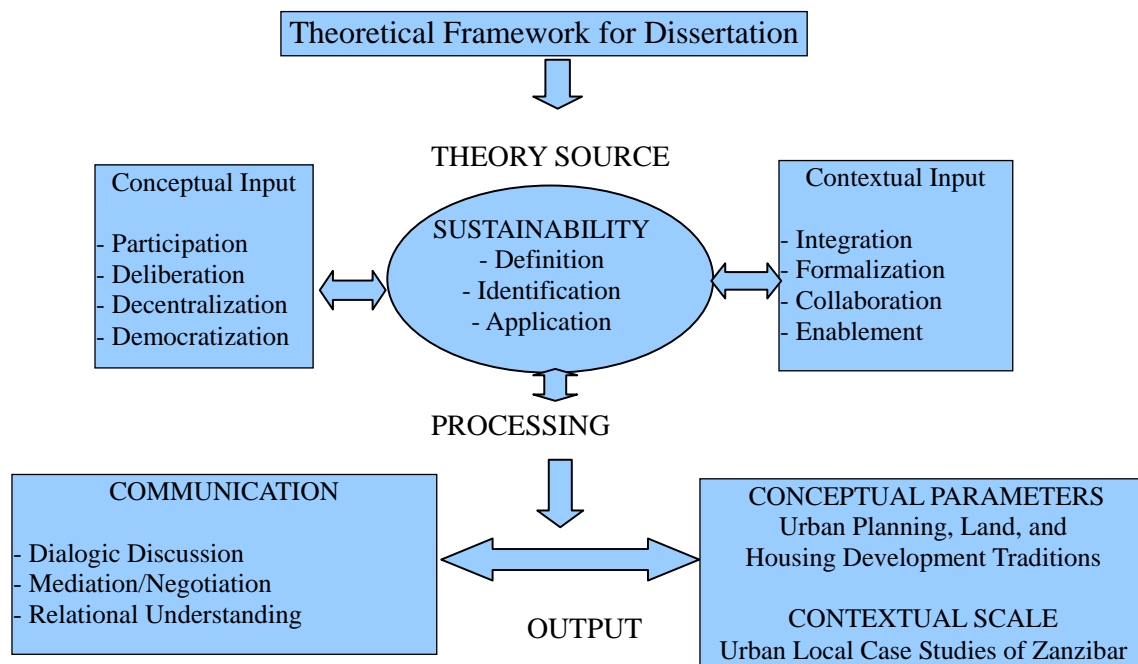 Theoretical Framework for Dissertation
THEORY SOURCE
Conceptual Input
- Participation
- Deliberation
- Decentralization
- Democratization
SUSTAINABILITY
- Definition
- Identification
- Application
Contextual Input
- Integration
- Formalization
- Collaboration
- Enablement
PROCESSING
COMMUNICATION
- Dialogic Discussion
- Mediation/Negotiation
- Relational Understanding
CONCEPTUAL PARAMETERS
Urban Planning, Land, and
Housing Development Traditions
CONTEXTUAL SCALE
Urban Local Case Studies of Zanzibar
OUTPUT